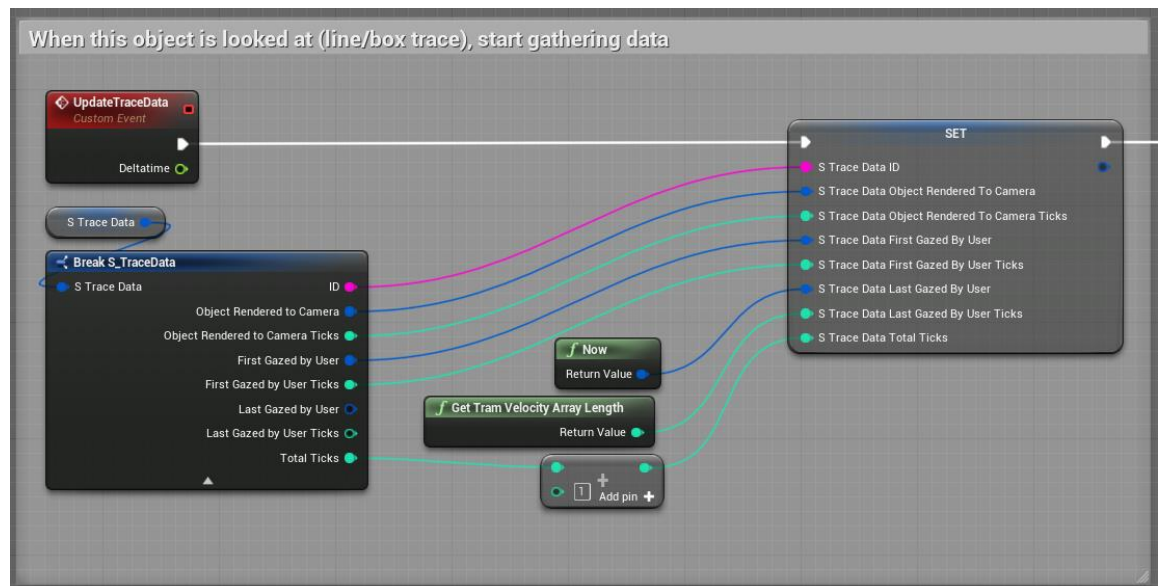 When this object is looked at (line/box trace), start gathering data
UpdateTraceData
Custom Event
Deltatime
S Trace Data
Break S_TraceData
S Trace Data
ID
Object Rendered to Camera
Object Rendered to Camera Ticks
First Gazed by User
First Gazed by User Ticks
Last Gazed by User
Last Gazed by User Ticks
Total Ticks
f Now
Return Value
f Get Tram Velocity Array Length
Return Value
1
Add pin +
SET
S Trace Data ID
S Trace Data Object Rendered To Camera
S Trace Data Object Rendered To Camera Ticks
S Trace Data First Gazed By User
S Trace Data First Gazed By User Ticks
S Trace Data Last Gazed By User
S Trace Data Last Gazed By User Ticks
S Trace Data Total Ticks